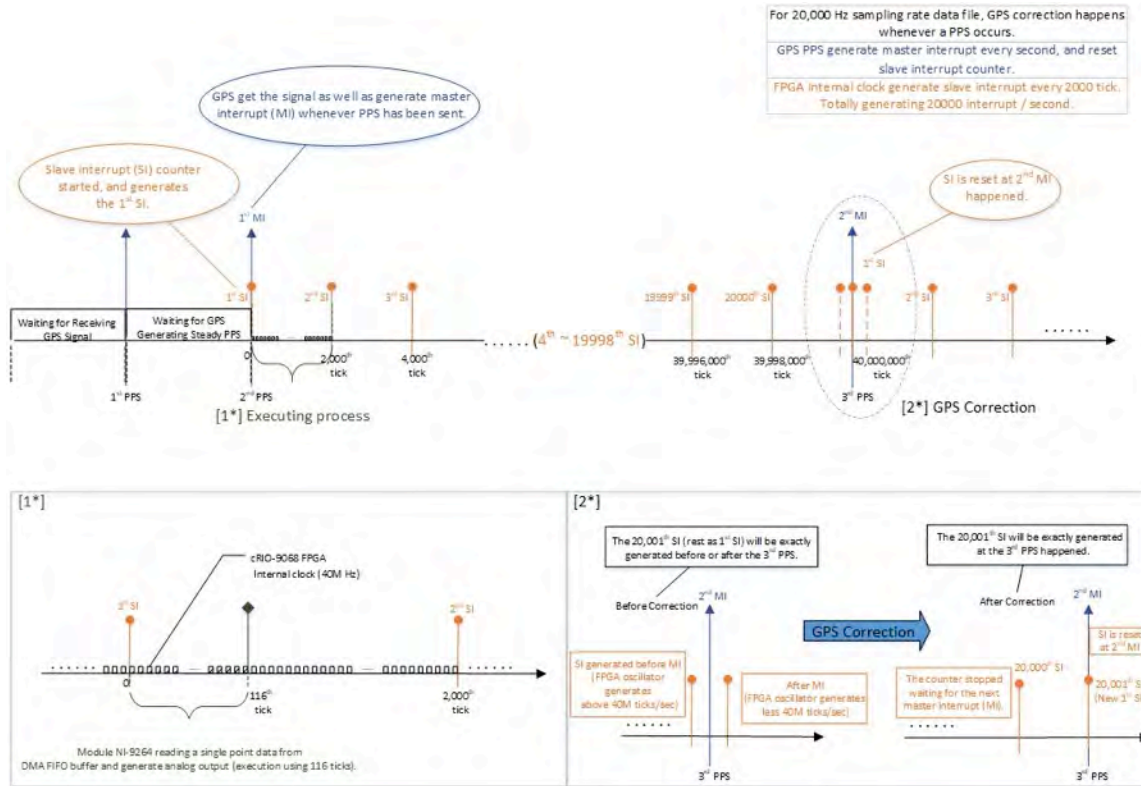 For 20,000 Hz sampling rate data file, GPS correction happens
whenever a PPS occurs.
GPS PPS generate master interrupt every second, and reset
slave interrupt counter.
FPGA Internal clock generate slave interrupt every 2000 tick.
Totally generating 20000 interrupt / second.
GPS get the signal as well as generate master
interrupt (MI) whenever PPS has been sent.
Slave interrupt (SI) counter
started, and generates
the 1st SI.
SI is reset at 2nd MI
happened.
1st MI
2nd MI
1st SI
1st SI
2nd SI
3rd SI
19999th SI
20000th SI
2nd SI
3rd SI
Waiting for Receiving
GPS Signal
Waiting for GPS
Generating Steady PPS
0
2,000th
tick
4,000th
tick
......(4th ~ 19998th SI)
39,996,000th
tick
39,998,000th
tick
40,000,000th
tick
......
1st PPS
2nd PPS
3rd PPS
[1*] Executing process
[2*] GPS Correction
[1*]
cRIO-9068 FPGA
Internal clock (40M Hz)
1st SI
2nd SI
......
......
0
116th
tick
2,000th
tick
Module NI-9264 reading a single point data from
DMA FIFO buffer and generate analog output (execution using 116 ticks).
[2*]
The 20,001th SI (rest as 1st SI) will be exactly
generated before or after the 3rd PPS.
Before Correction
2nd MI
SI generated before MI
(FPGA oscillator
generates
above 40M ticks/sec)
After MI
(FPGA oscillator generates
less 40M ticks/sec)
......
3rd PPS
GPS Correction
The 20,001th SI will be exactly generated
at the 3rd PPS happened.
After Correction
2nd MI
SI is reset
at 2nd MI
20,000th SI
The counter stopped
waiting for the next
master interrupt (MI).
20,001th S
(New 1st S
......
3rd PPS